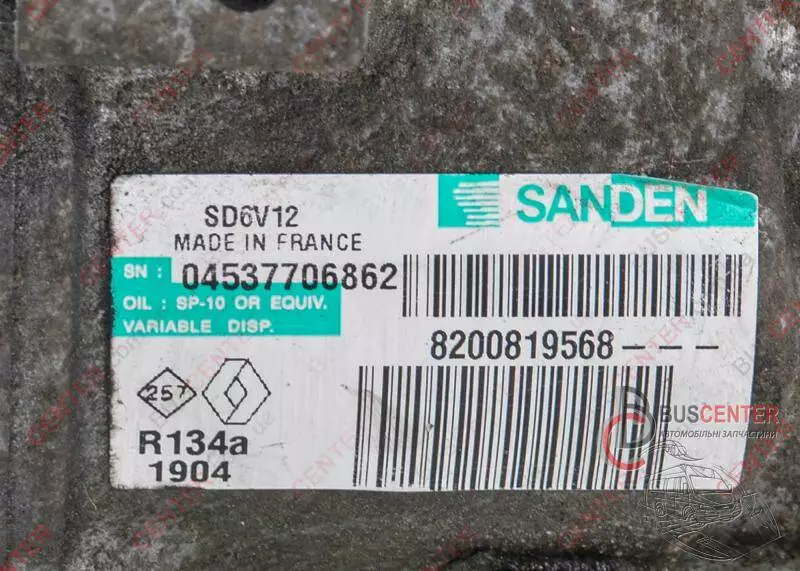 SANDEN
SD6V12
MADE IN FRANCE
SN : 04537706862
OIL : SP-10 OR EQUIV.
VARIABLE DISP.
8200819568---
257
R134a
1904
BUSCENTER
АВТОМОБІЛЬНІ ЗАПЧАСТИНИ